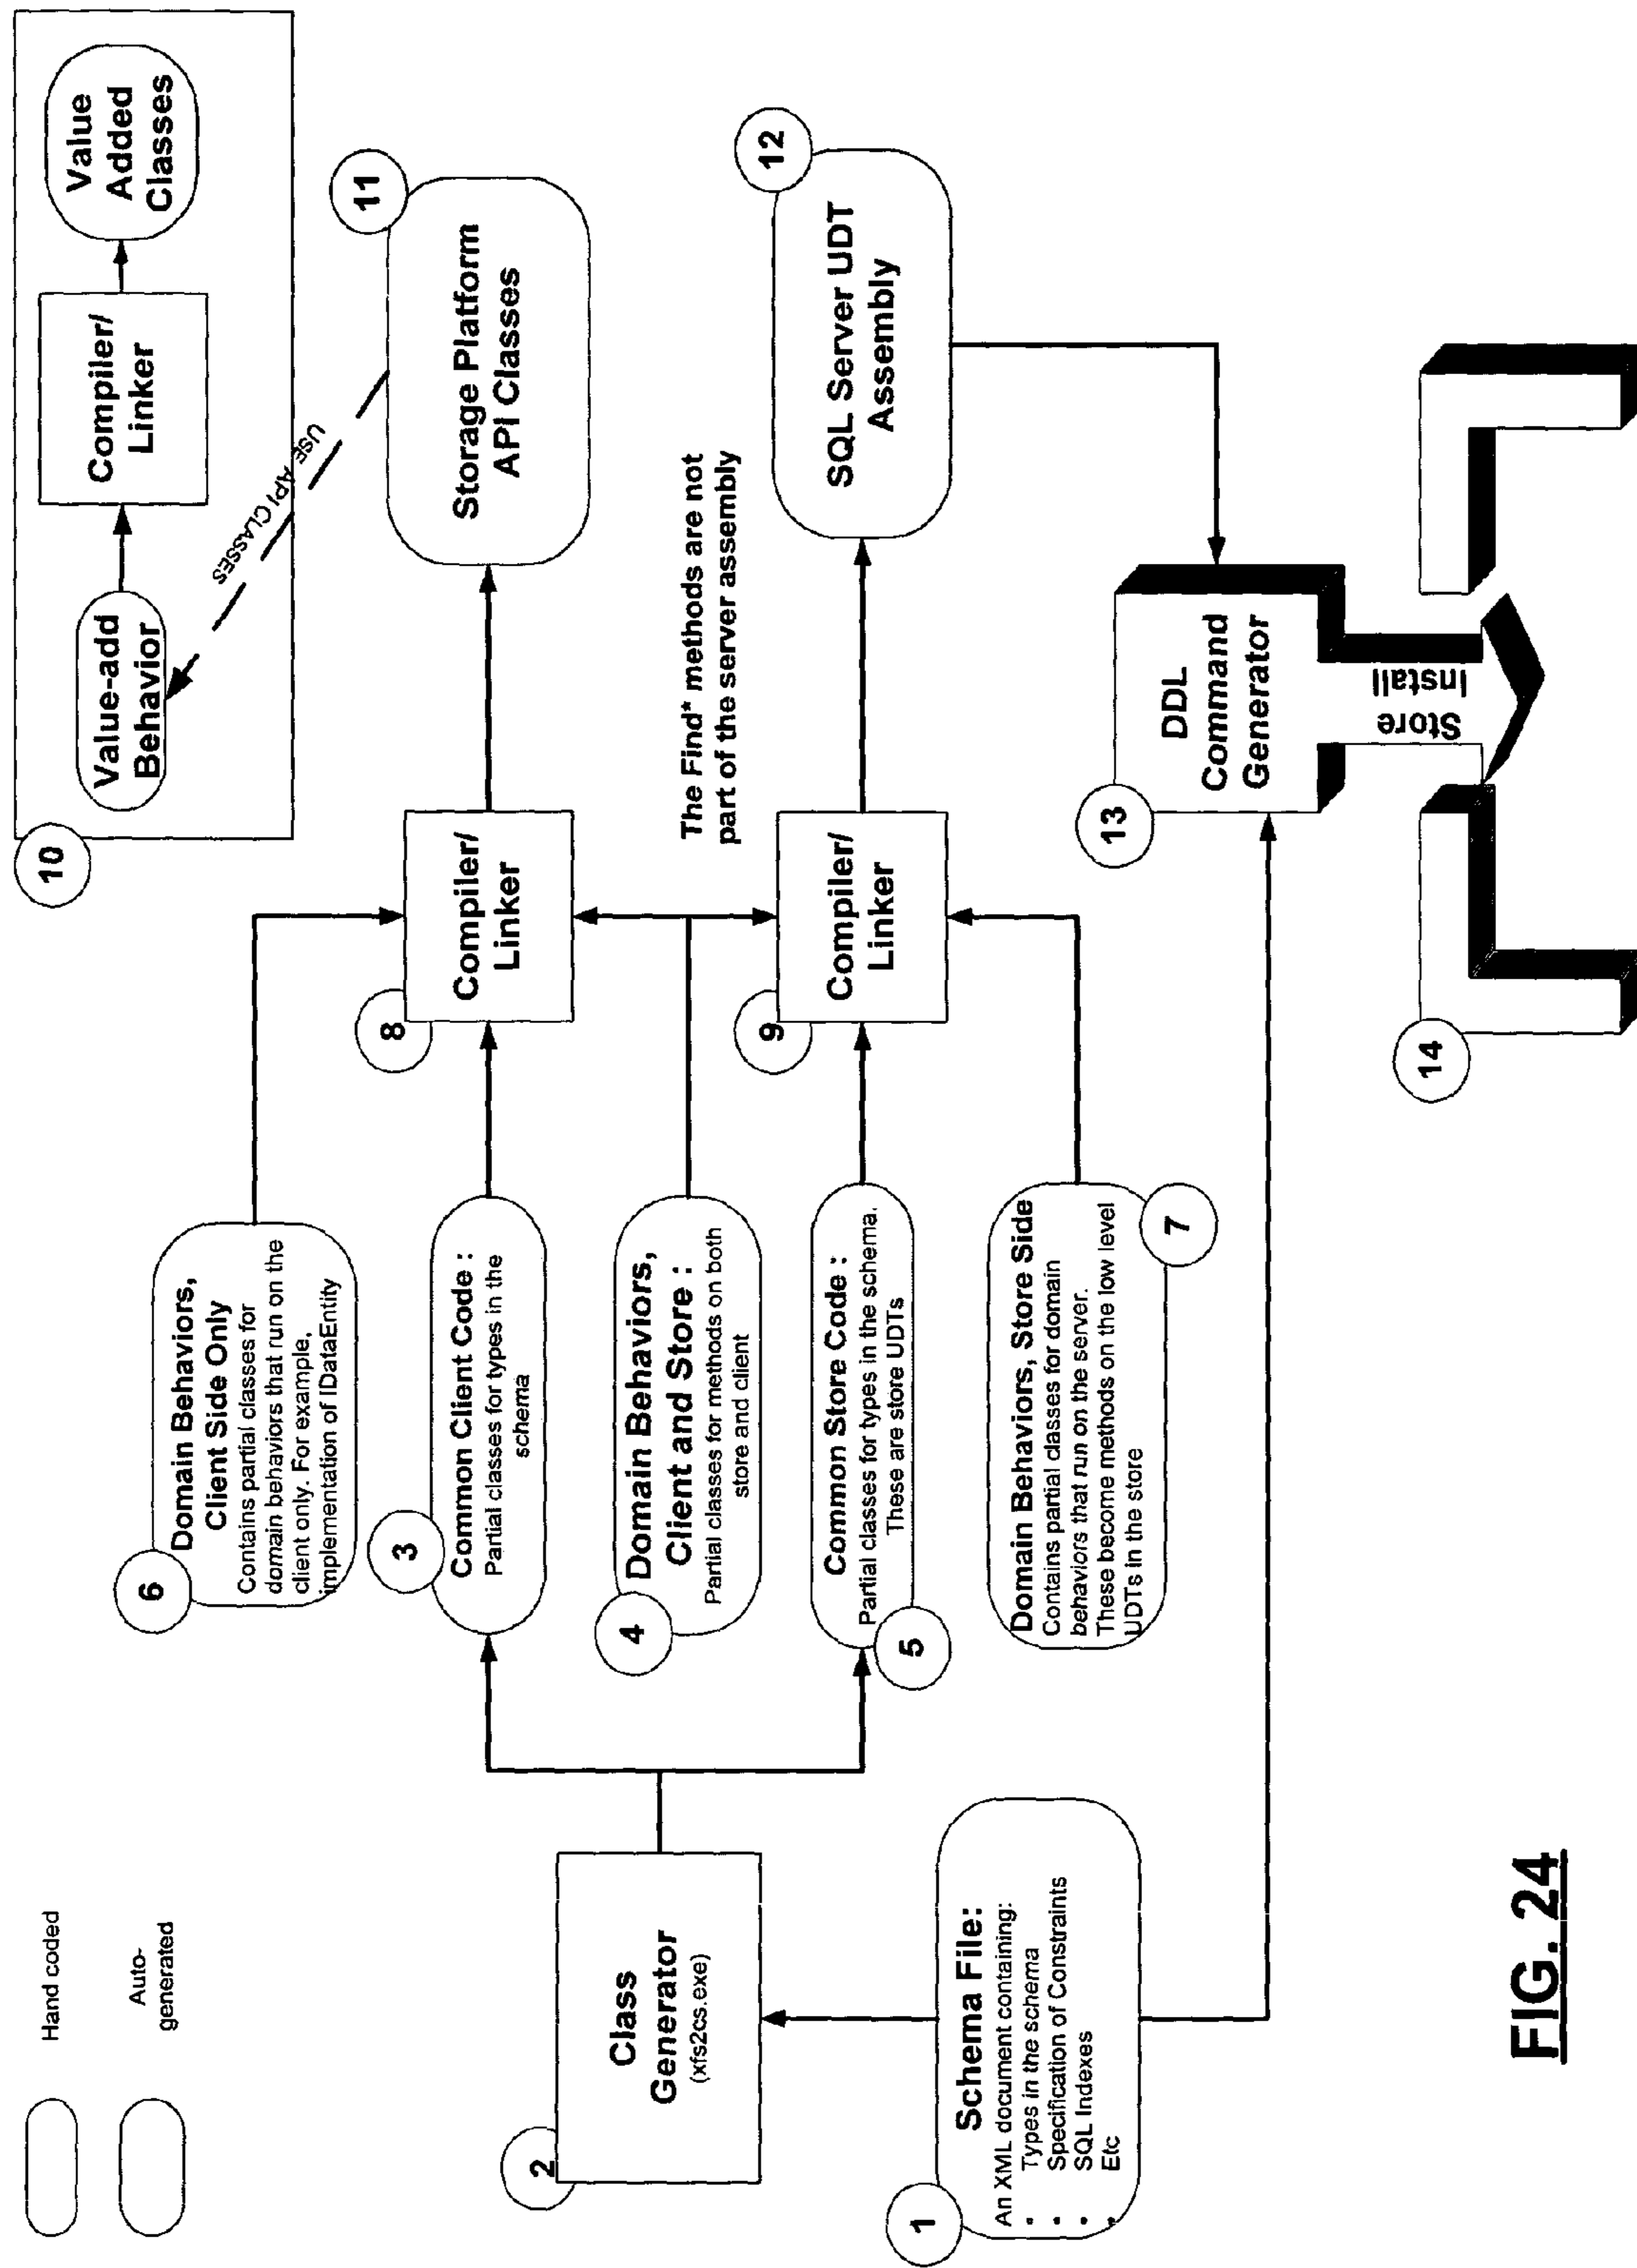 Hand coded
Auto-
generated
10
Value-add
Behavior
Compiler/
Linker
Value
Added
Classes
USE API CLASSES
6
Domain Behaviors,
Client Side Only
Contains partial classes for
domain behaviors that run on the
client only. For example,
implementation of IDataEntity
3
Common Client Code :
Partial classes for types in the
schema
8
Compiler/
Linker
11
Storage Platform
API Classes
2
Class
Generator
(xfs2cs.exe)
4
Domain Behaviors,
Client and Store :
Partial classes for methods on both
store and client
The Find* methods are not
part of the server assembly
5
Common Store Code :
Partial classes for types in the schema.
These are store UDTs
9
Compiler/
Linker
12
SQL Server UDT
Assembly
1
Schema File:
An XML document containing:
• Types in the schema
• Specification of Constraints
• SQL Indexes
• Etc
7
Domain Behaviors, Store Side
Contains partial classes for domain
behaviors that run on the server.
These become methods on the low level
UDTs in the store
13
DDL
Command
Generator
Store
Install
14
FIG. 24